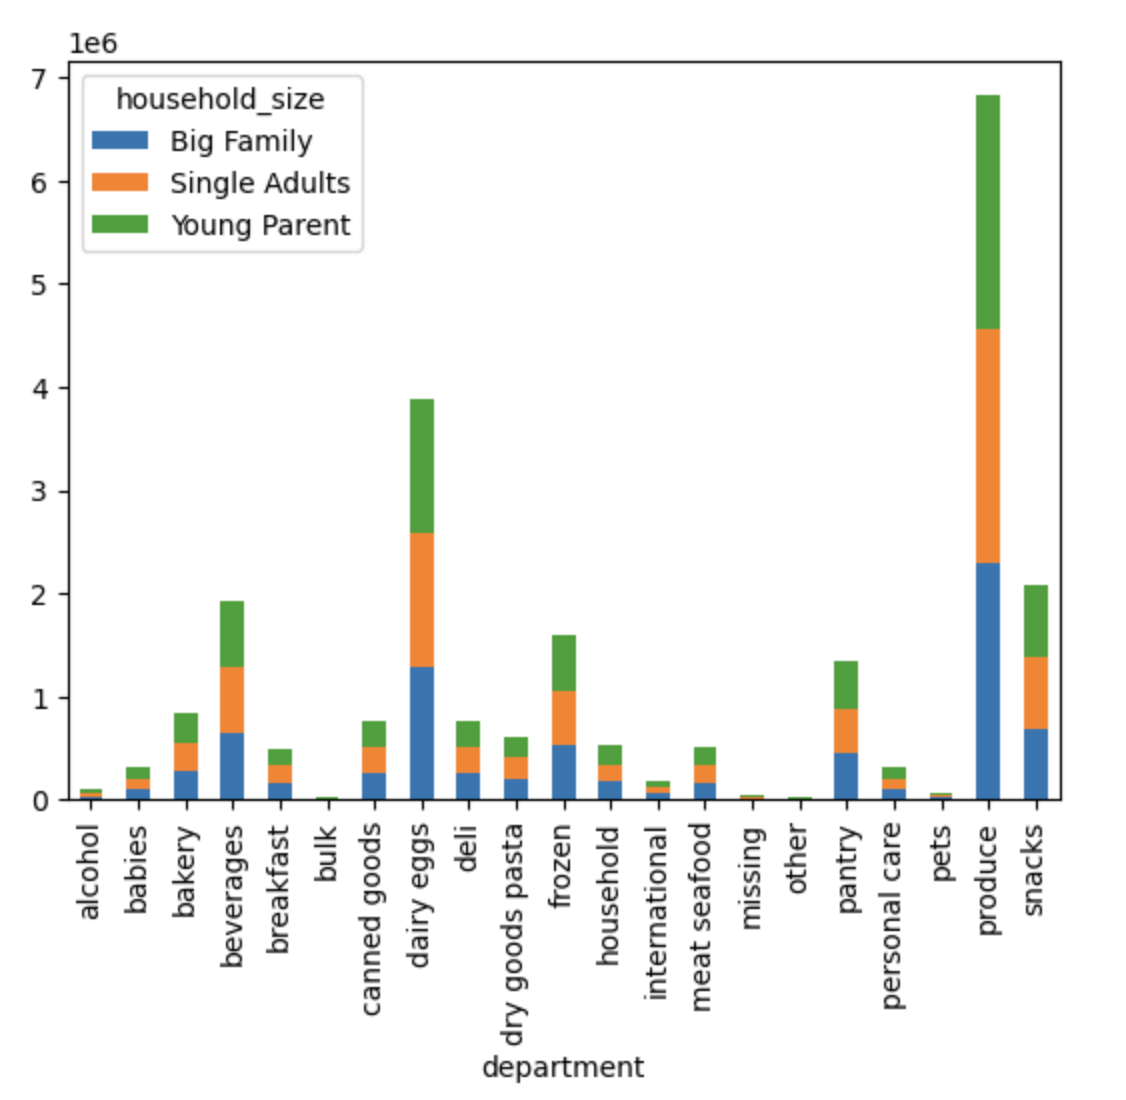 1e6
7
6
5
4
3
2
1
0
household_size
Big Family
Single Adults
Young Parent
alcohol
babies
bakery
beverages
breakfast
bulk
canned goods
dairy eggs
deli
dry goods pasta
frozen
household
international
meat seafood
missing
other
pantry
personal care
pets
produce
snacks
department